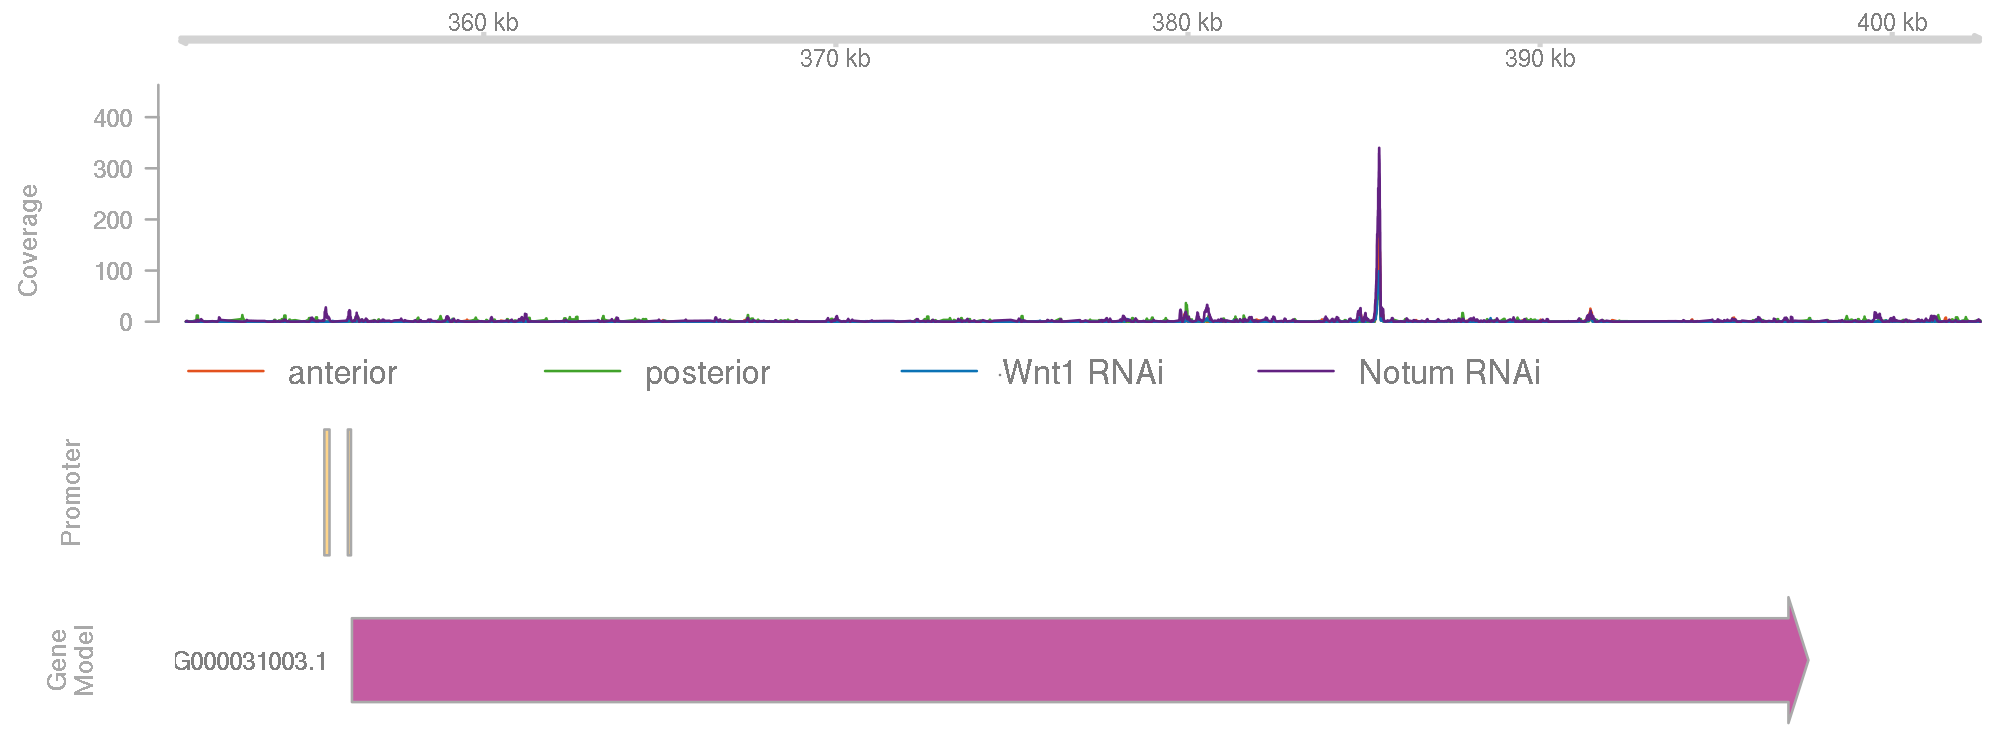 360 kb 380 kb 400 kb
370 kb 390 kb
Coverage
400
300
200
100
0
anterior posterior Wnt1 RNAi Notum RNAi
Promoter
Gene
Model
G000031003.1